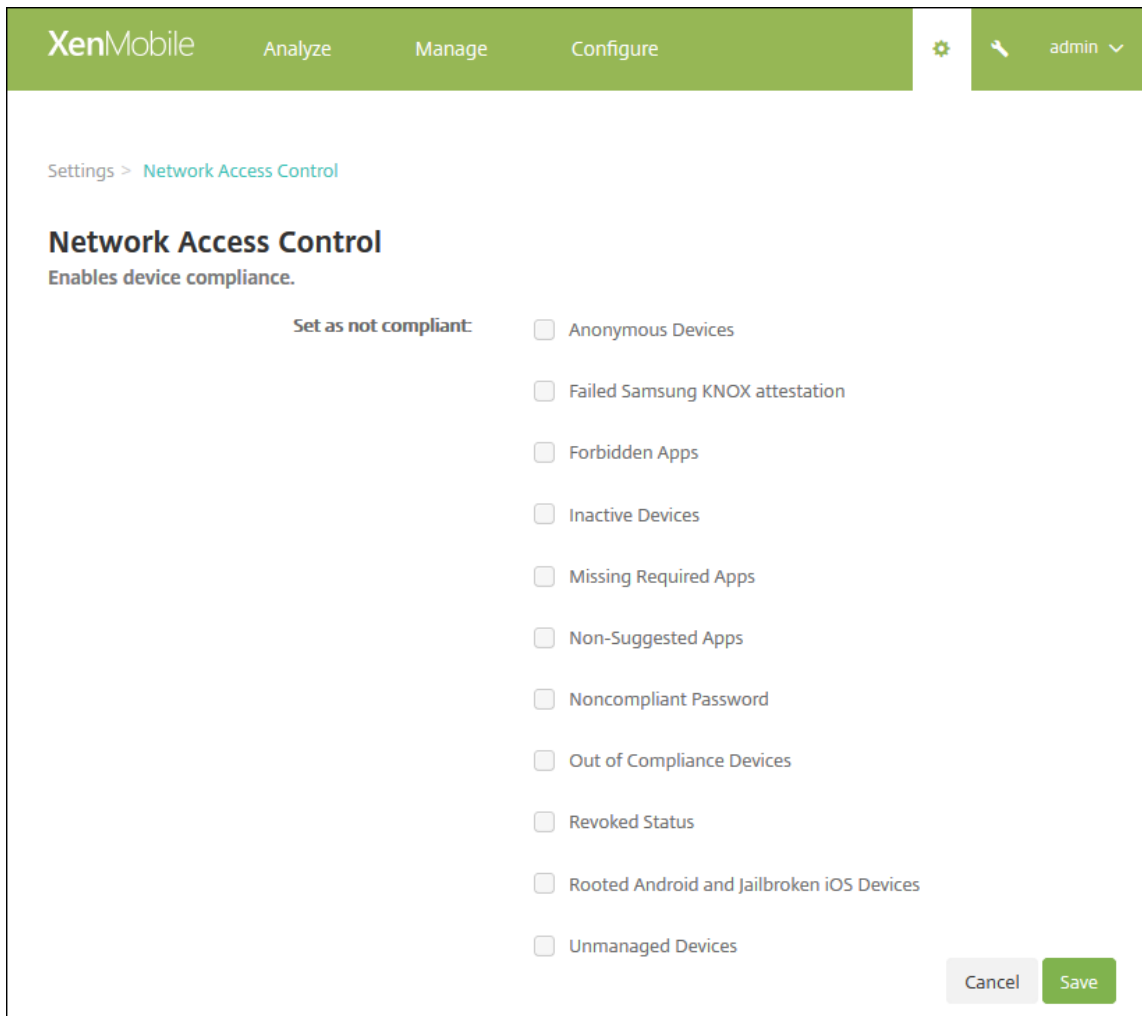 XenMobile Analyze Manage Configure admin
Settings > Network Access Control
Network Access Control
Enables device compliance.
Set as not compliant: Anonymous Devices
Failed Samsung KNOX attestation
Forbidden Apps
Inactive Devices
Missing Required Apps
Non-Suggested Apps
Noncompliant Password
Out of Compliance Devices
Revoked Status
Rooted Android and Jailbroken iOS Devices
Unmanaged Devices
Cancel Save